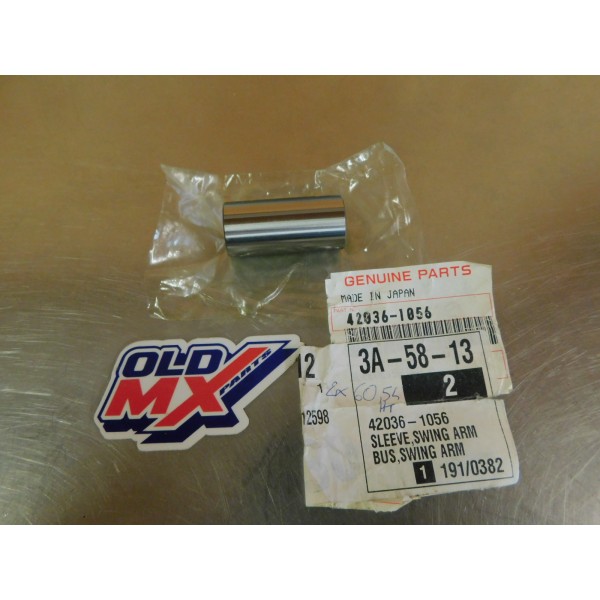 GENUINE PARTS
MADE IN JAPAN
42036-1056
12
3A-58-13
2
12598
42036-1056
SLEEVE,SWING ARM
BUS,SWING ARM
1 191/0382
OLD
MX
PARTS